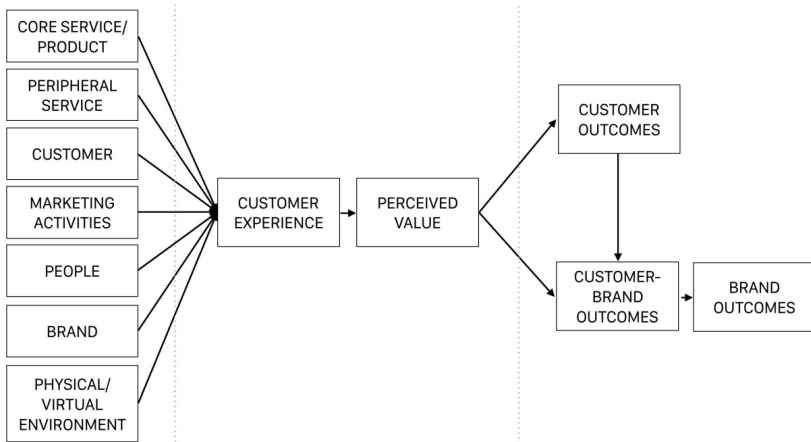 CORE SERVICE/
PRODUCT
PERIPHERAL
SERVICE
CUSTOMER
MARKETING
ACTIVITIES
PEOPLE
BRAND
PHYSICAL/
VIRTUAL
ENVIRONMENT
CUSTOMER
EXPERIENCE
PERCEIVED
VALUE
CUSTOMER
OUTCOMES
CUSTOMER-
BRAND
OUTCOMES
BRAND
OUTCOMES